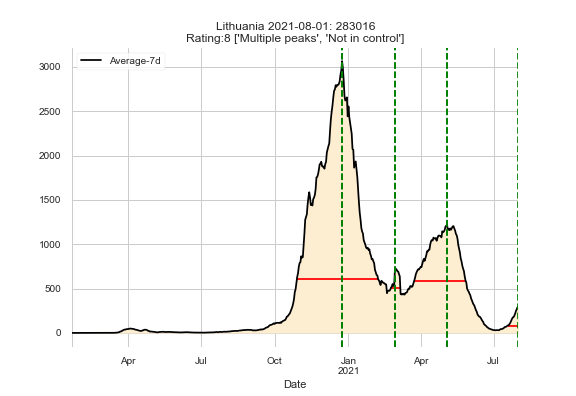 Lithuania 2021-08-01: 283016
Rating:8 ['Multiple peaks', 'Not in control']
Average-7d
3000
2500
2000
1500
1000
500
0
Apr
Jul
Oct
Jan
2021
Apr
Jul
Date